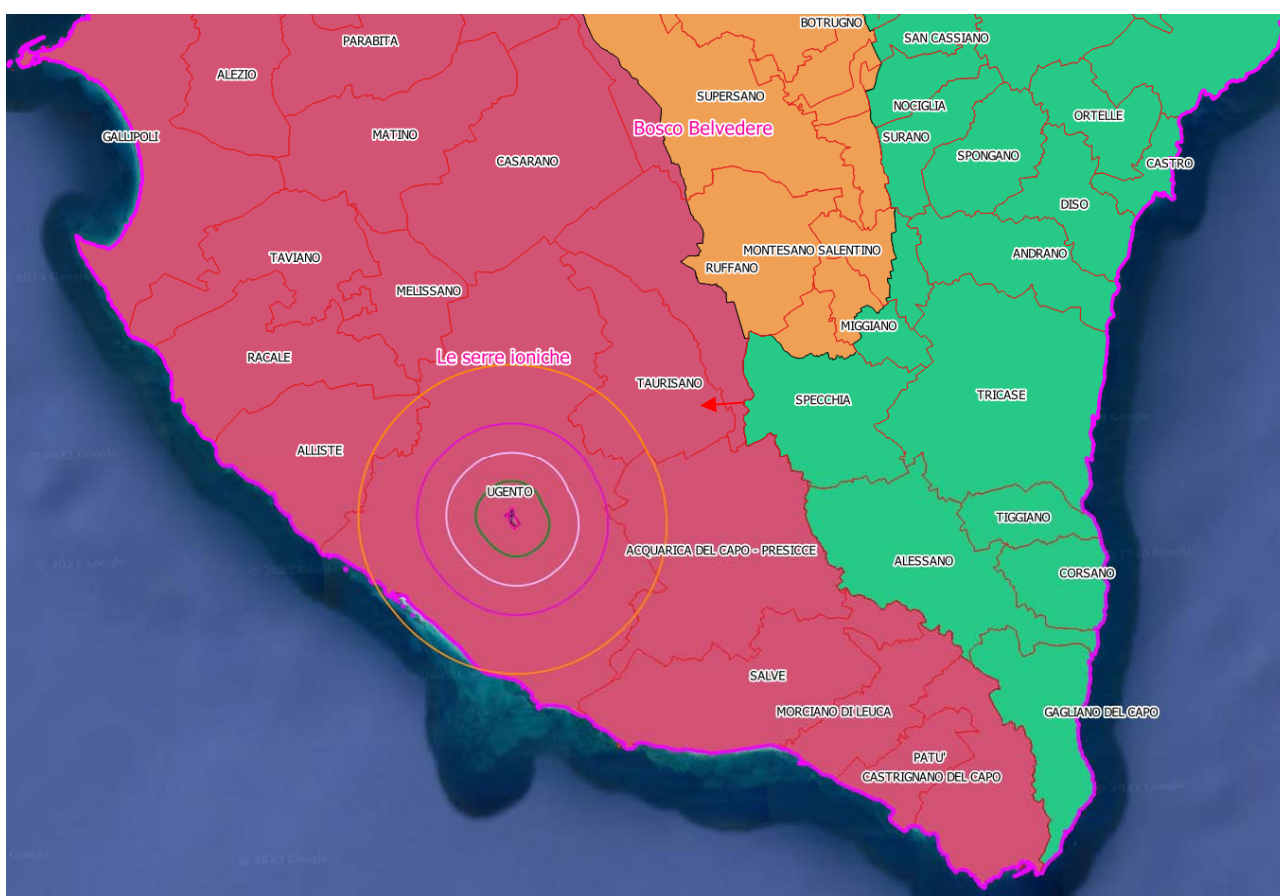 BOTRUGNO
PARABITA
SAN CASSIANO
ALEZIO
SUPERSANO
NOCIGLIA
ORTELLE
GALLIPOLI
MATINO
Bosco Belvedere
SURANO
CASARANO
SPONGANO
CASTRO
DISO
TAVIANO
MONTESANO SALENTINO
ANDRANO
RUFFANO
MELISSANO
MIGGIANO
RACALE
Le serre ioniche
TAURISANO
SPECCHIA
TRICASE
ALLISTE
UGENTO
TIGGIANO
ACQUARICA DEL CAPO - PRESICCE
ALESSANO
CORSANO
SALVE
MORCIANO DI LEUCA
GAGLIANO DEL CAPO
PATU'
CASTRIGNANO DEL CAPO